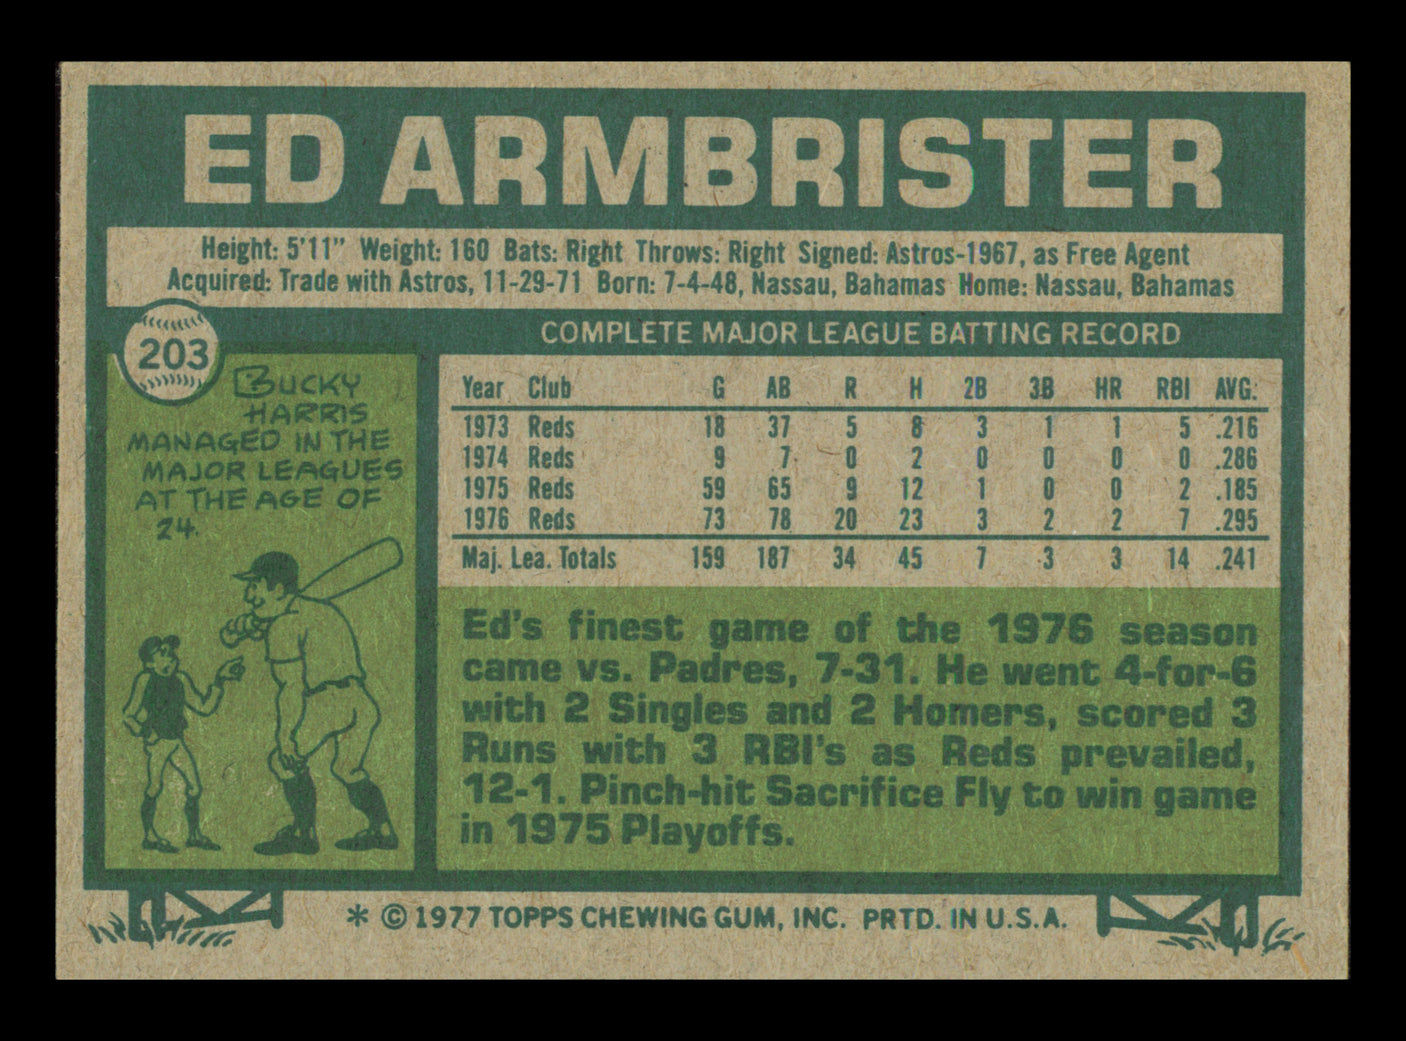 ED ARMBRISTER
Height: 5'11” Weight: 160 Bats: Right Throws: Right Signed: Astros-1967, as Free Agent
Acquired: Trade with Astros, 11-29-71 Born: 7-4-48, Nassau, Bahamas Home: Nassau, Bahamas
203
BUCKY
HARRIS
MANAGED IN THE
MAJOR LEAGUES
AT THE AGE OF
24.
COMPLETE MAJOR LEAGUE BATTING RECORD
Year Club G AB R H 2B 3B HR RBI AVG.
1973 Reds 18 37 5 8 3 1 1 5 .216
1974 Reds 9 7 0 2 0 0 0 0 .286
1975 Reds 59 65 9 12 1 0 0 2 .185
1976 Reds 73 78 20 23 3 2 2 7 .295
Maj. Lea. Totals 159 187 34 45 7 3 3 14 .241
Ed's finest game of the 1976 season
came vs. Padres, 7-31. He went 4-for-6
with 2 Singles and 2 Homers, scored 3
Runs with 3 RBI's as Reds prevailed,
12-1. Pinch-hit Sacrifice Fly to win game
in 1975 Playoffs.
* © 1977 TOPPS CHEWING GUM, INC. PRTD. IN U.S.A.